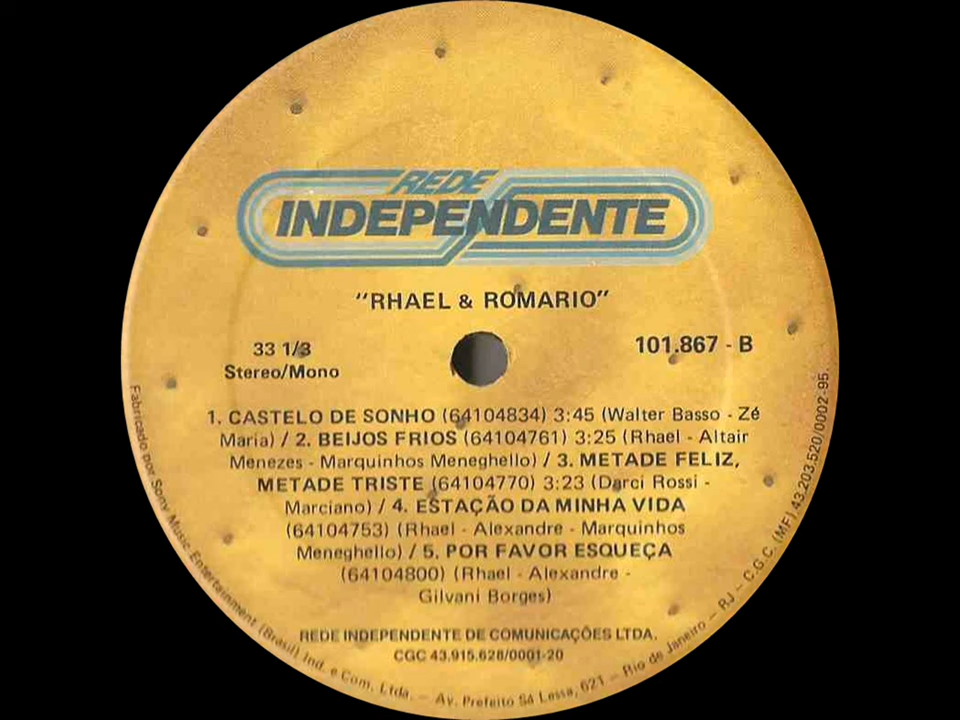 REDE
INDEPENDENTE
"RHAEL & ROMARIO"
33 1/3
Stereo/Mono
101.867 - B
1. CASTELO DE SONHO (64104834) 3:45 (Walter Basso - Zé
Maria) / 2. BEIJOS FRIOS (64104761) 3:25 (Rhael - Altair
Menezes - Marquinhos Meneghello) / 3. METADE FELIZ,
METADE TRISTE (64104770) 3:23 (Darci Rossi -
Marciano) / 4. ESTAÇÃO DA MINHA VIDA
(64104753) (Rhael - Alexandre - Marquinhos
Meneghello) / 5. POR FAVOR ESQUEÇA
(64104800) (Rhael - Alexandre -
Gilvani Borges)
REDE INDEPENDENTE DE COMUNICAÇÕES LTDA.
CGC 43.915.628/0001-20
Fabricado por Sony Music Entertainment (Brasil) Ind. e Com. Ltda. - Av. Prefeito Sá Lessa, 621 - Rio de Janeiro - RJ - C.G.C. (MF) 43.203.520/0002-95.